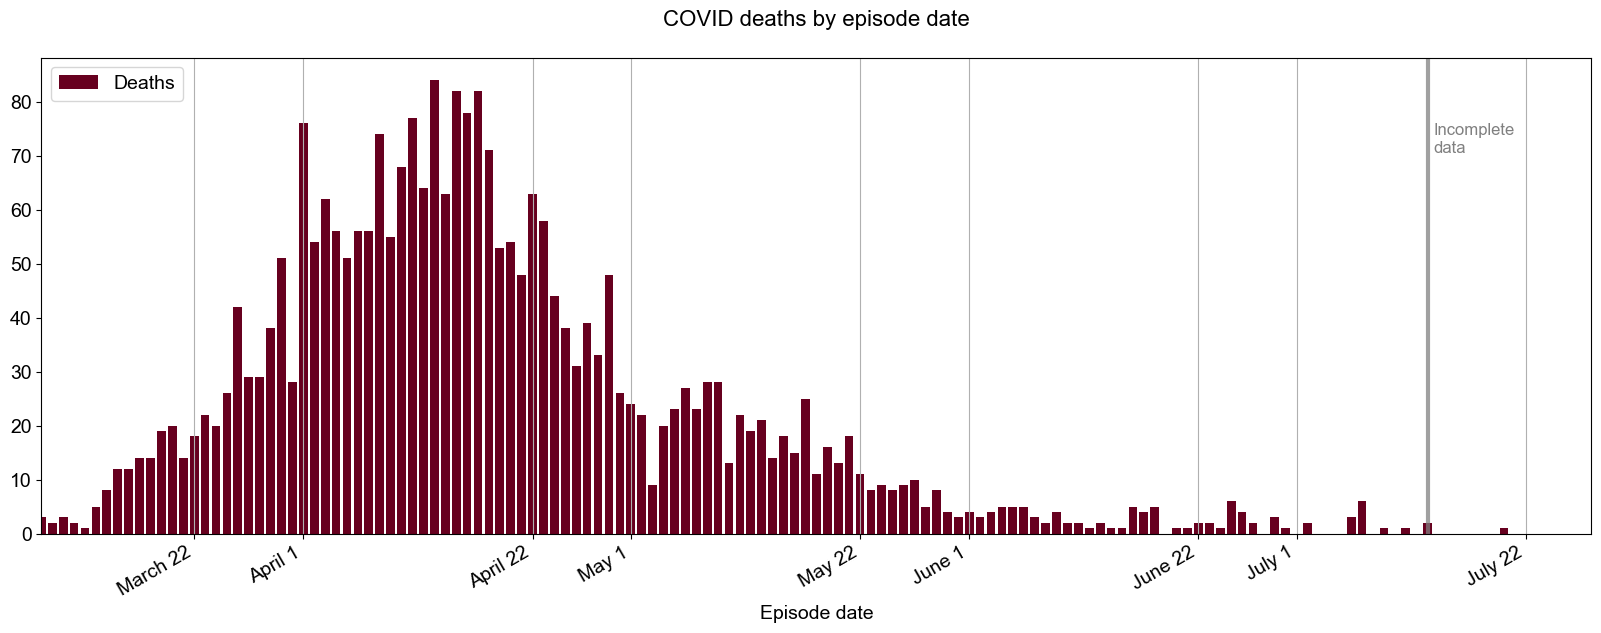 COVID deaths by episode date
Deaths
80
70
60
50
40
30
20
10
0
Incomplete
data
March 22
April 1
April 22
May 1
May 22
June 1
June 22
July 1
July 22
Episode date